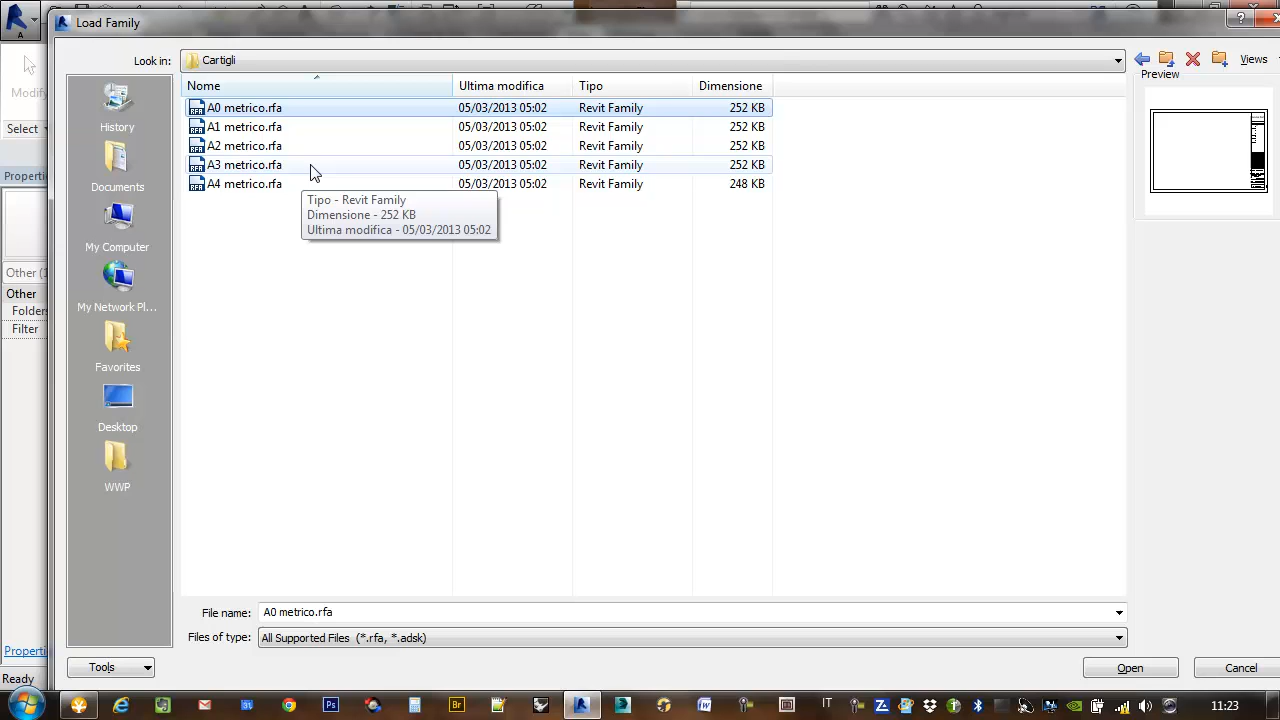 Load Family
?
A
Look in:
Cartigli
Views
Modify
Select
Properties
Other (1
Other
Folders
Filter
Properti
Ready
History
Documents
My Computer
My Network Pl...
Favorites
Desktop
WWP
Nome Ultima modifica Tipo Dimensione
A0 metrico.rfa 05/03/2013 05:02 Revit Family 252 KB
A1 metrico.rfa 05/03/2013 05:02 Revit Family 252 KB
A2 metrico.rfa 05/03/2013 05:02 Revit Family 252 KB
A3 metrico.rfa 05/03/2013 05:02 Revit Family 252 KB
A4 metrico.rfa 05/03/2013 05:02 Revit Family 248 KB
Tipo - Revit Family
Dimensione - 252 KB
Ultima modifica - 05/03/2013 05:02
Preview
File name: A0 metrico.rfa
Files of type: All Supported Files (*.rfa, *.adsk)
Tools
Open
Cancel
Ps
Br
W
IT
11:23